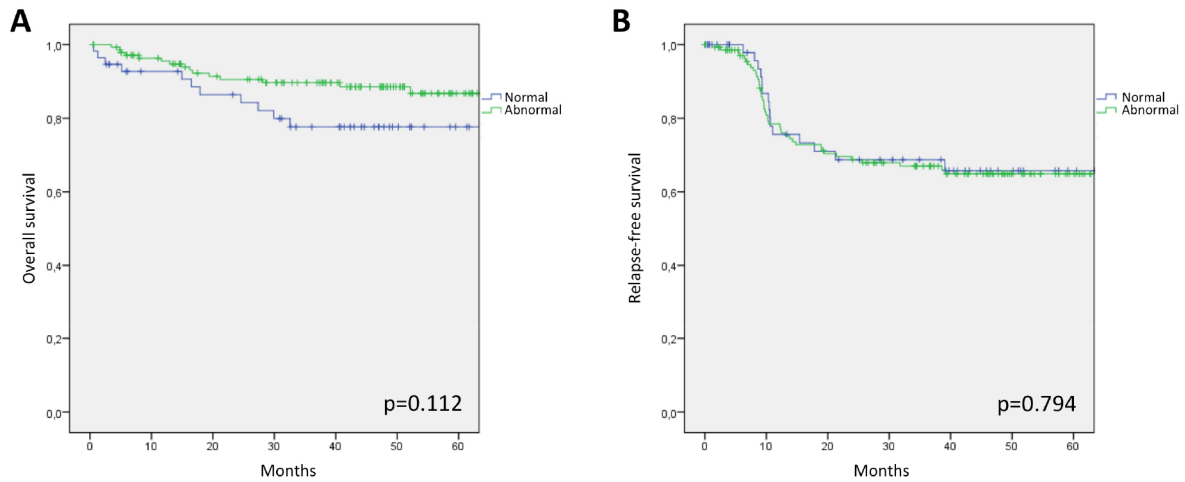 A
1,0
0,8
0,6
0,4
0,2
0,0
Overall survival
0 10 20 30 40 50 60
Months
p=0.112
Normal
Abnormal
B
1,0
0,8
0,6
0,4
0,2
0,0
Relapse-free survival
0 10 20 30 40 50 60
Months
p=0.794
Normal
Abnormal